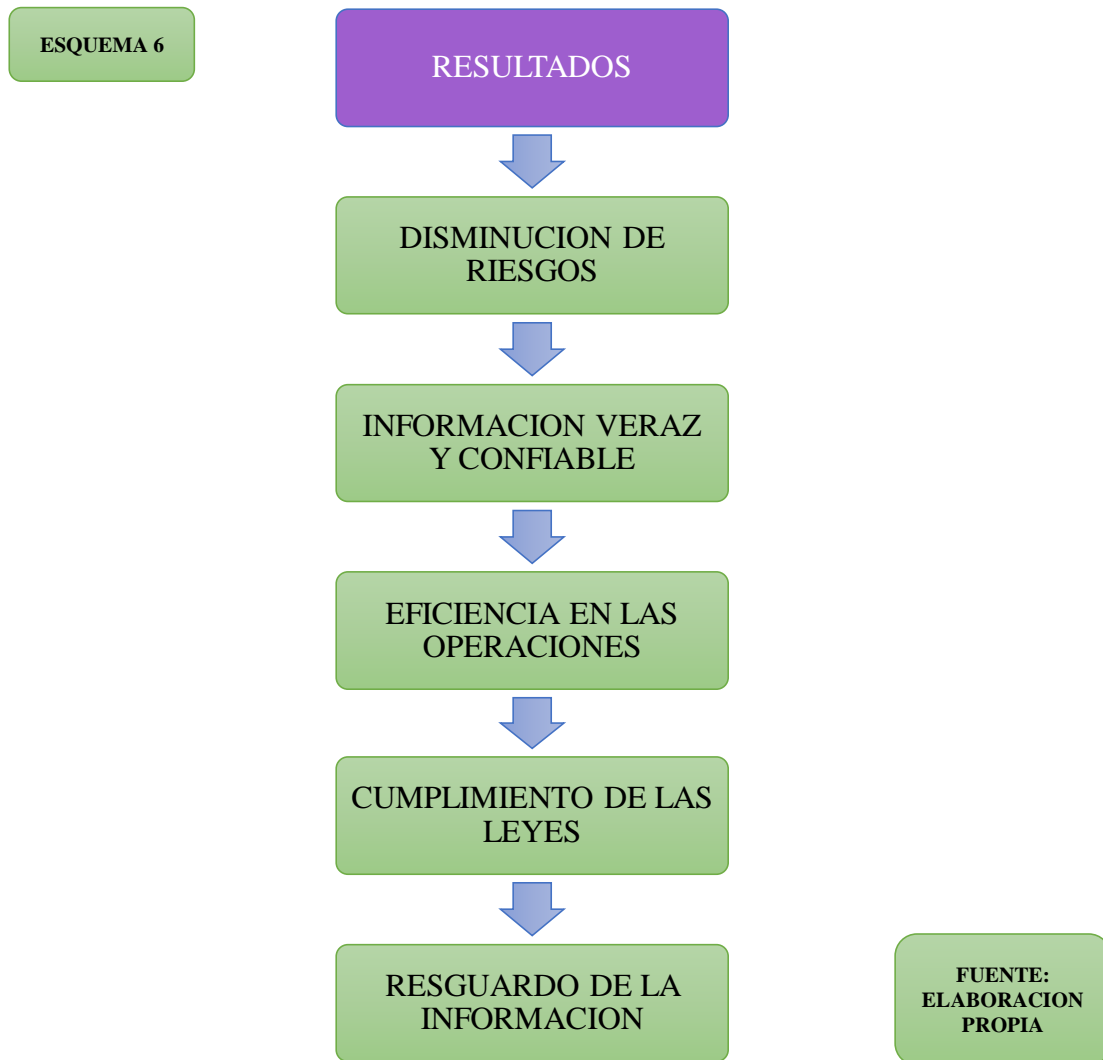 ESQUEMA 6
RESULTADOS
DISMINUCION DE
RIESGOS
INFORMACION VERAZ
Y CONFIABLE
EFICIENCIA EN LAS
OPERACIONES
CUMPLIMIENTO DE LAS
LEYES
RESGUARDO DE LA
INFORMACION
FUENTE:
ELABORACION
PROPIA